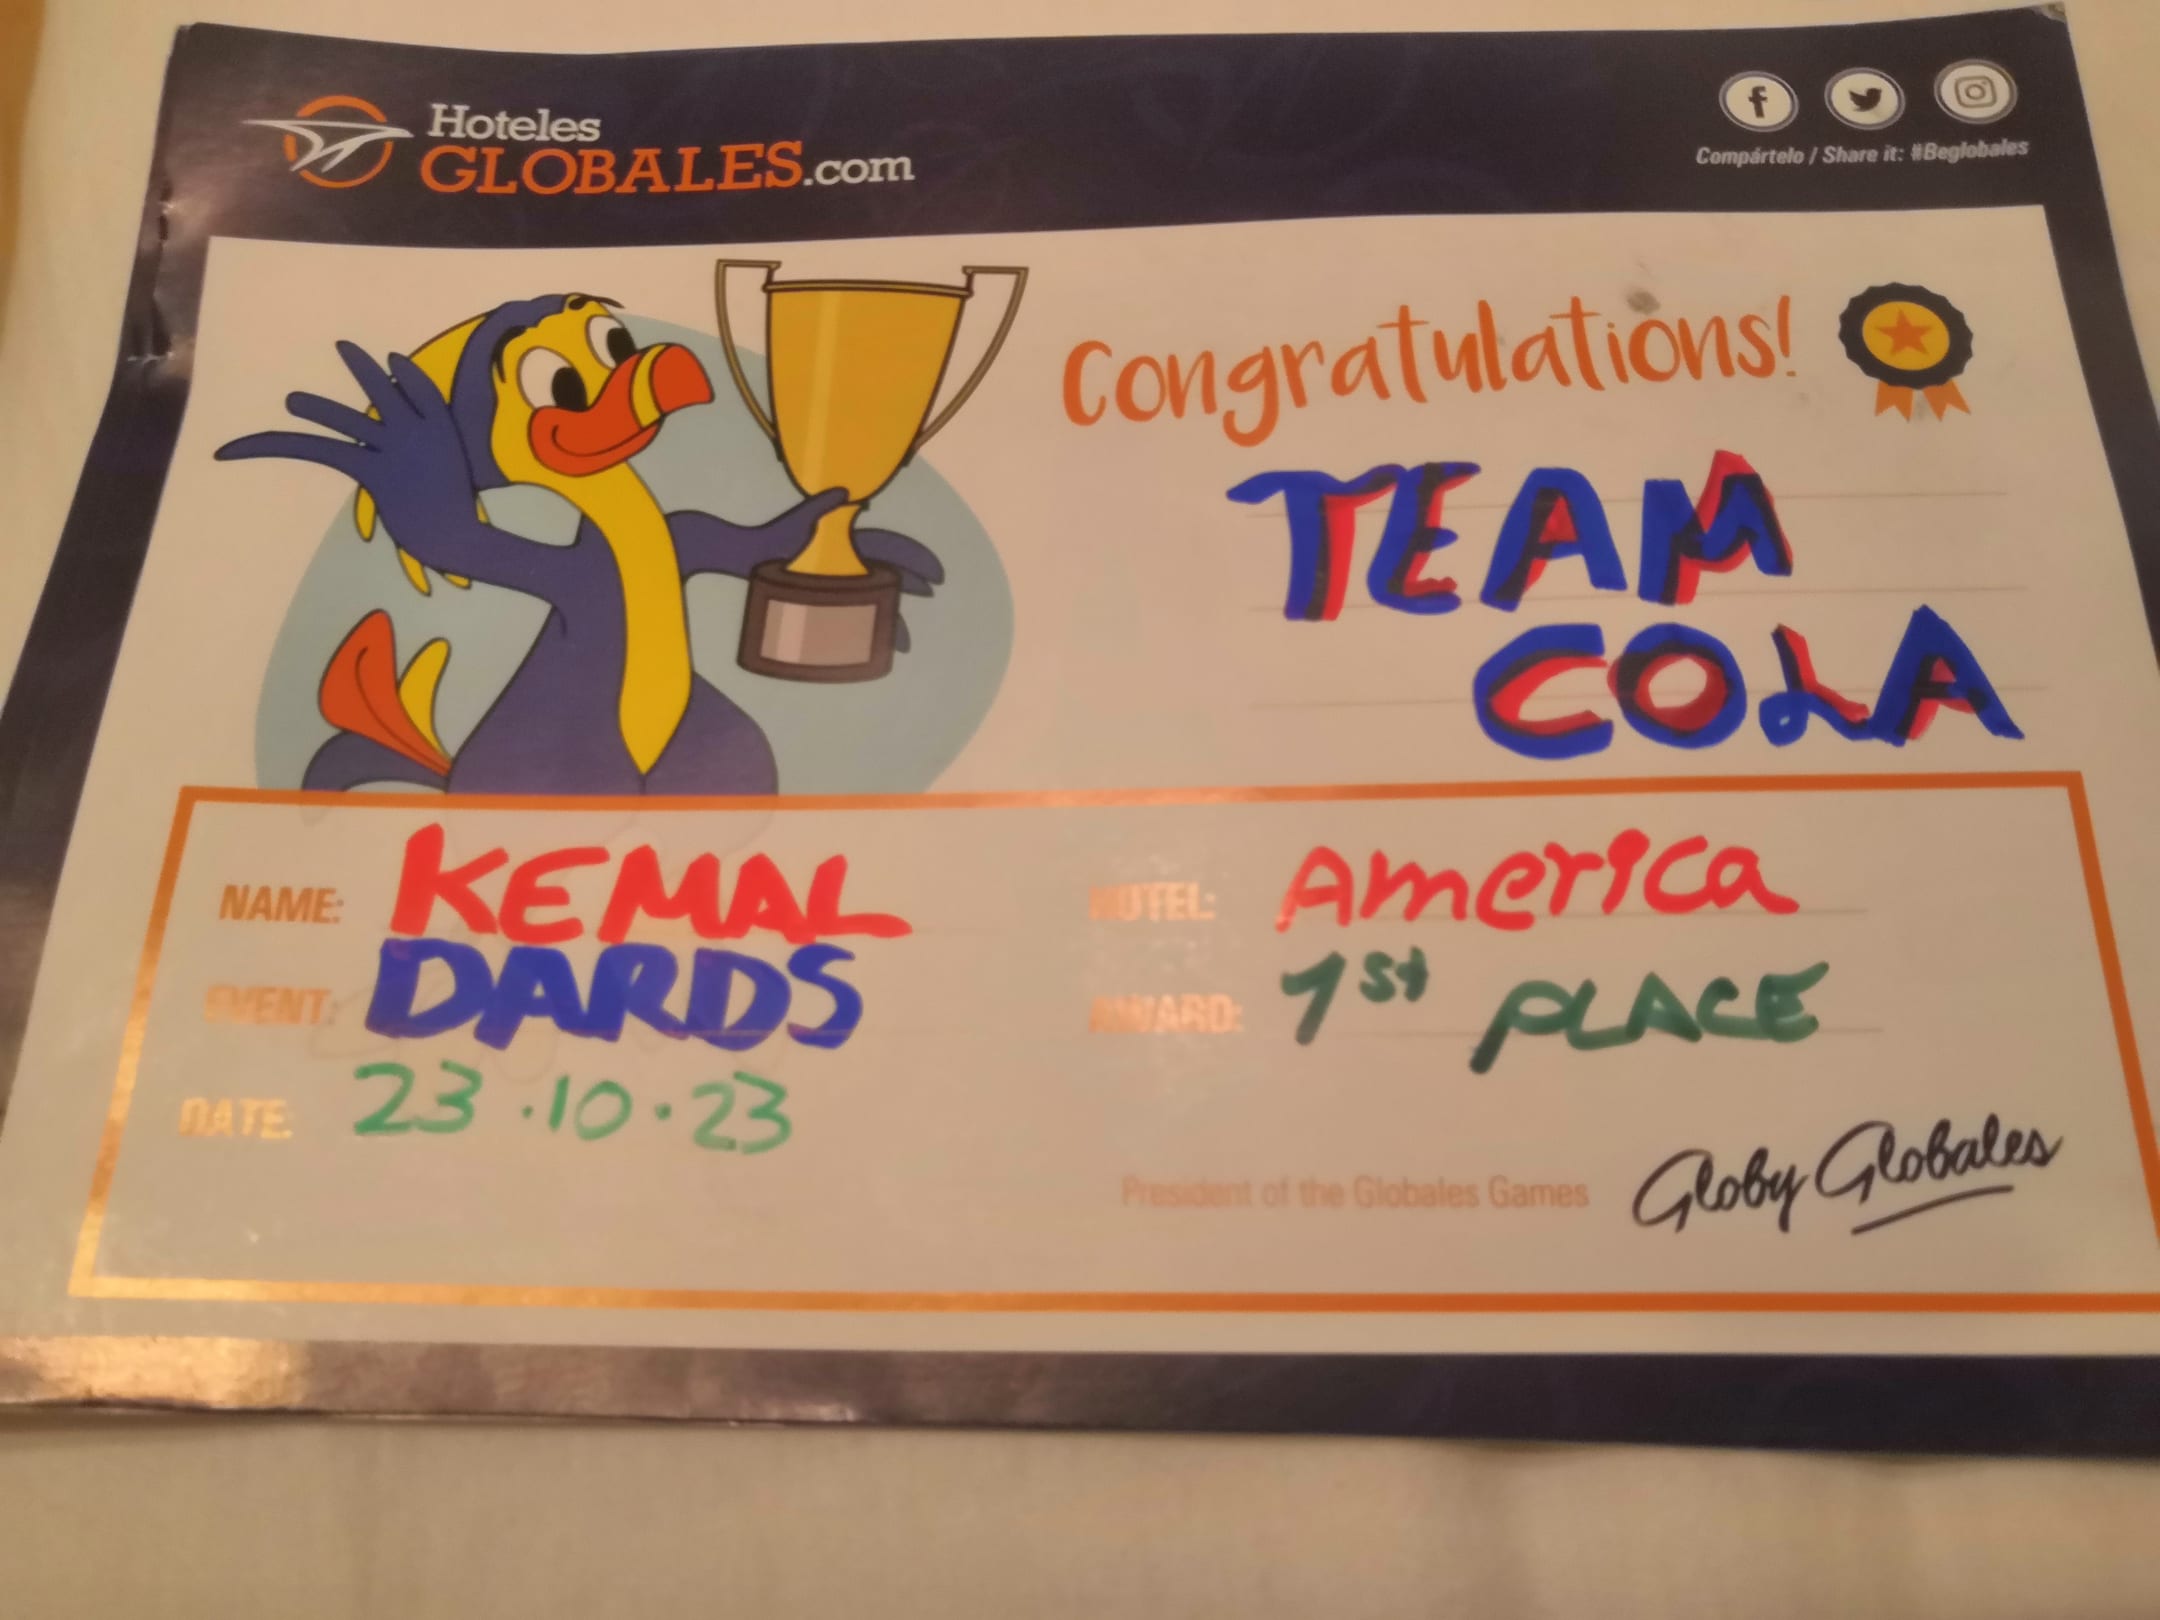 Hoteles
GLOBALES.com
Compártelo / Share it: #Beglobales
Congratulations!
TEAM
COLA
NAME: KEMAL
HOTEL: America
EVENT: DARDS
AWARD: 1st PLACE
DATE: 23.10.23
President of the Globales Games
Globy Globales